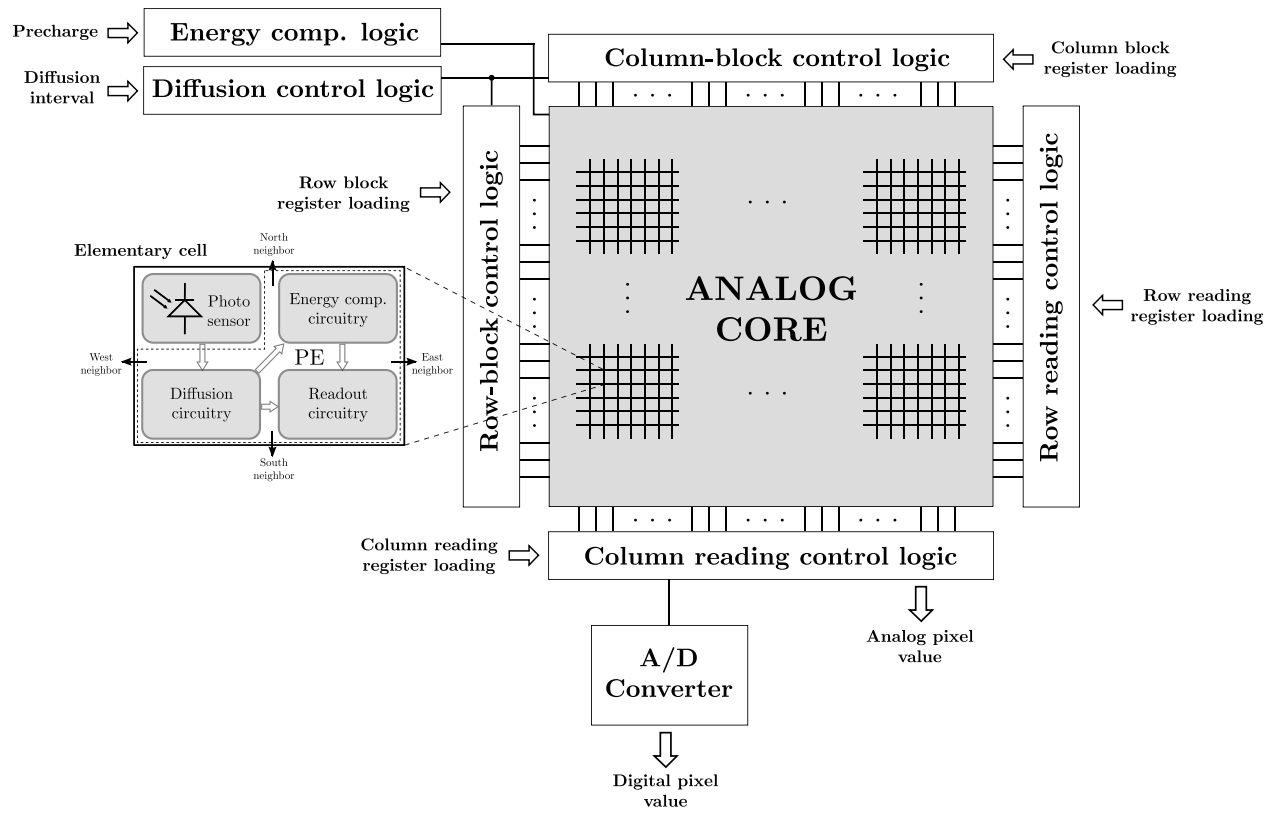 Precharge
Energy comp. logic
Diffusion
interval
Diffusion control logic
Column-block control logic
Column block
register loading
Row block
register loading
Row-block control logic
Row reading control logic
Row reading
register loading
Elementary cell
North
neighbor
Photo
sensor
Energy comp.
circuitry
West
neighbor
PE
East
neighbor
Diffusion
circuitry
Readout
circuitry
South
neighbor
ANALOG
CORE
Column reading
register loading
Column reading control logic
A/D
Converter
Analog pixel
value
Digital pixel
value